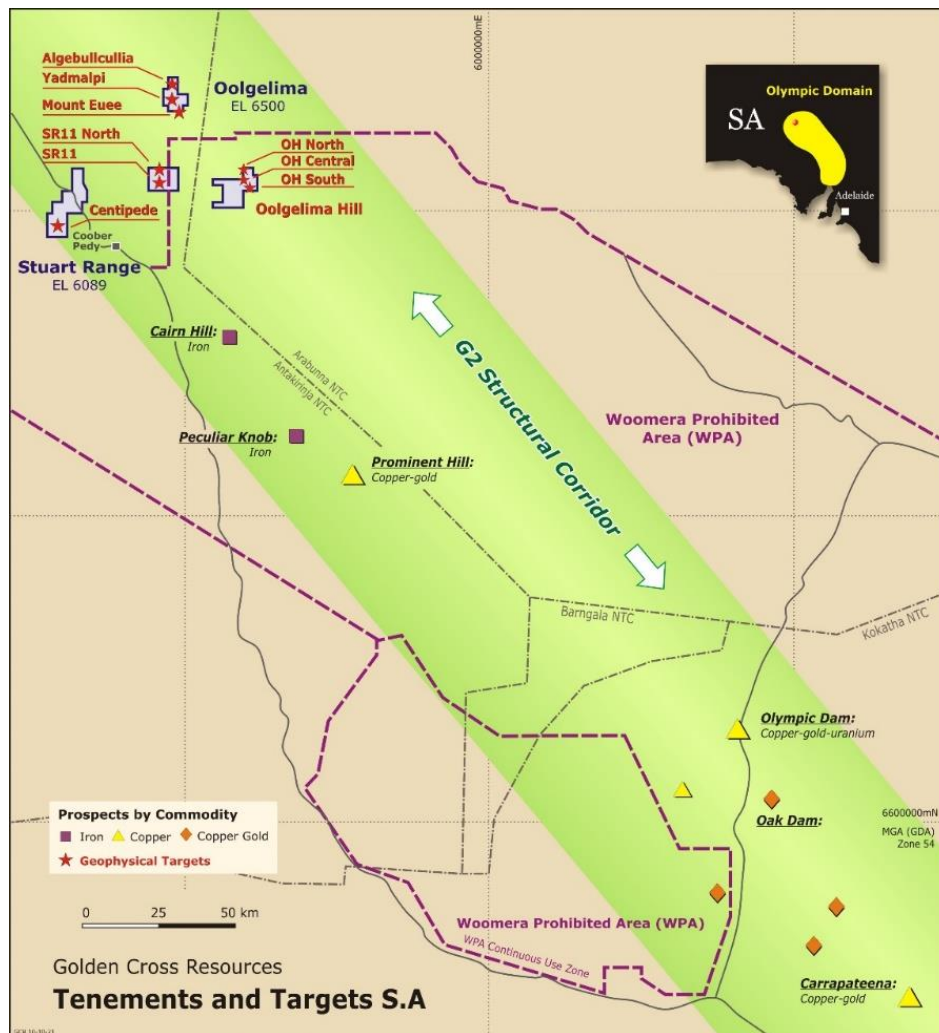 6000000mE
Algebullcullia
Yadmalpi
Mount Euee
Oolgelima
EL 6500
SR11 North
SR11
OH North
OH Central
OH South
Oolgelima Hill
Centipede
Coober
Pedy
Stuart Range
EL 6089
Olympic Domain
SA
Adelaide
Cairn Hill:
Iron
Arabunna NTC
Antakirinja NTC
G2 Structural Corridor
Woomera Prohibited
Area (WPA)
Peculiar Knob:
Iron
Prominent Hill:
Copper-gold
Barngala NTC
Kokatha NTC
Olympic Dam:
Copper-gold-uranium
Oak Dam:
6600000mN
MGA (GDA)
Zone 54
Prospects by Commodity
Iron Copper Copper Gold
Geophysical Targets
0 25 50 km
Woomera Prohibited Area (WPA)
WPA Continuous Use Zone
Golden Cross Resources
Tenements and Targets S.A
Carrapateena:
Copper-gold